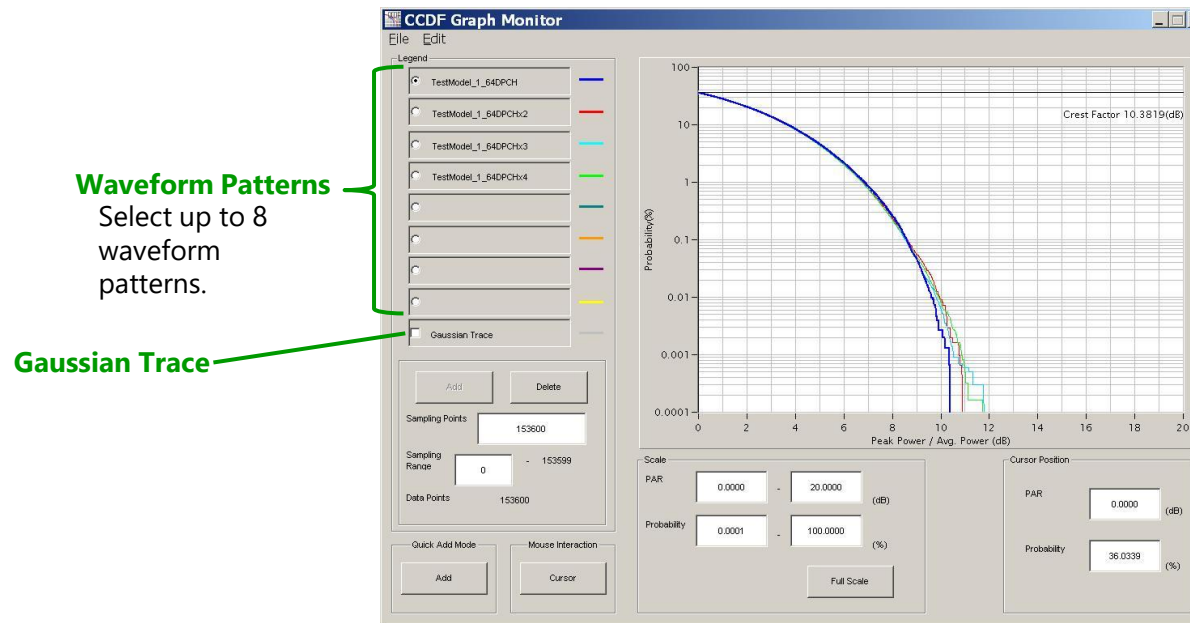 CCDF Graph Monitor
File Edit
Legend
TestModel_1_64DPCH
TestModel_1_64DPCHx2
TestModel_1_64DPCHx3
TestModel_1_64DPCHx4
Gaussian Trace
Waveform Patterns
Select up to 8
waveform
patterns.
Gaussian Trace
Add Delete
Sampling Points 153600
Sampling
Range 0 - 153599
Data Points 153600
Quick Add Mode
Add
Mouse Interaction
Cursor
Crest Factor 10.3819(dB)
Probability(%)
100
10
1
0.1
0.01
0.001
0.0001
0 2 4 6 8 10 12 14 16 18 20
Peak Power / Avg. Power (dB)
Scale
PAR 0.0000 - 20.0000 (dB)
Probability 0.0001 - 100.0000 (%)
Full Scale
Cursor Position
PAR 0.0000 (dB)
Probability 36.0339 (%)